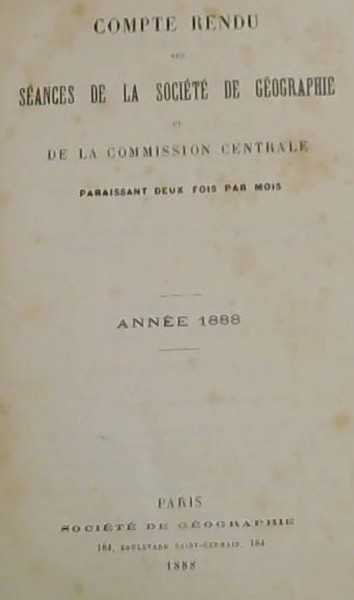 COMPTE RENDU
DES
SÉANCES DE LA SOCIÉTÉ DE GÉOGRAPHIE
ET
DE LA COMMISSION CENTRALE
PARAISSANT DEUX FOIS PAR MOIS
ANNÉE 1888
PARIS
SOCIÉTÉ DE GÉOGRAPHIE
184, BOULEVARD SAINT-GERMAIN, 184
1888